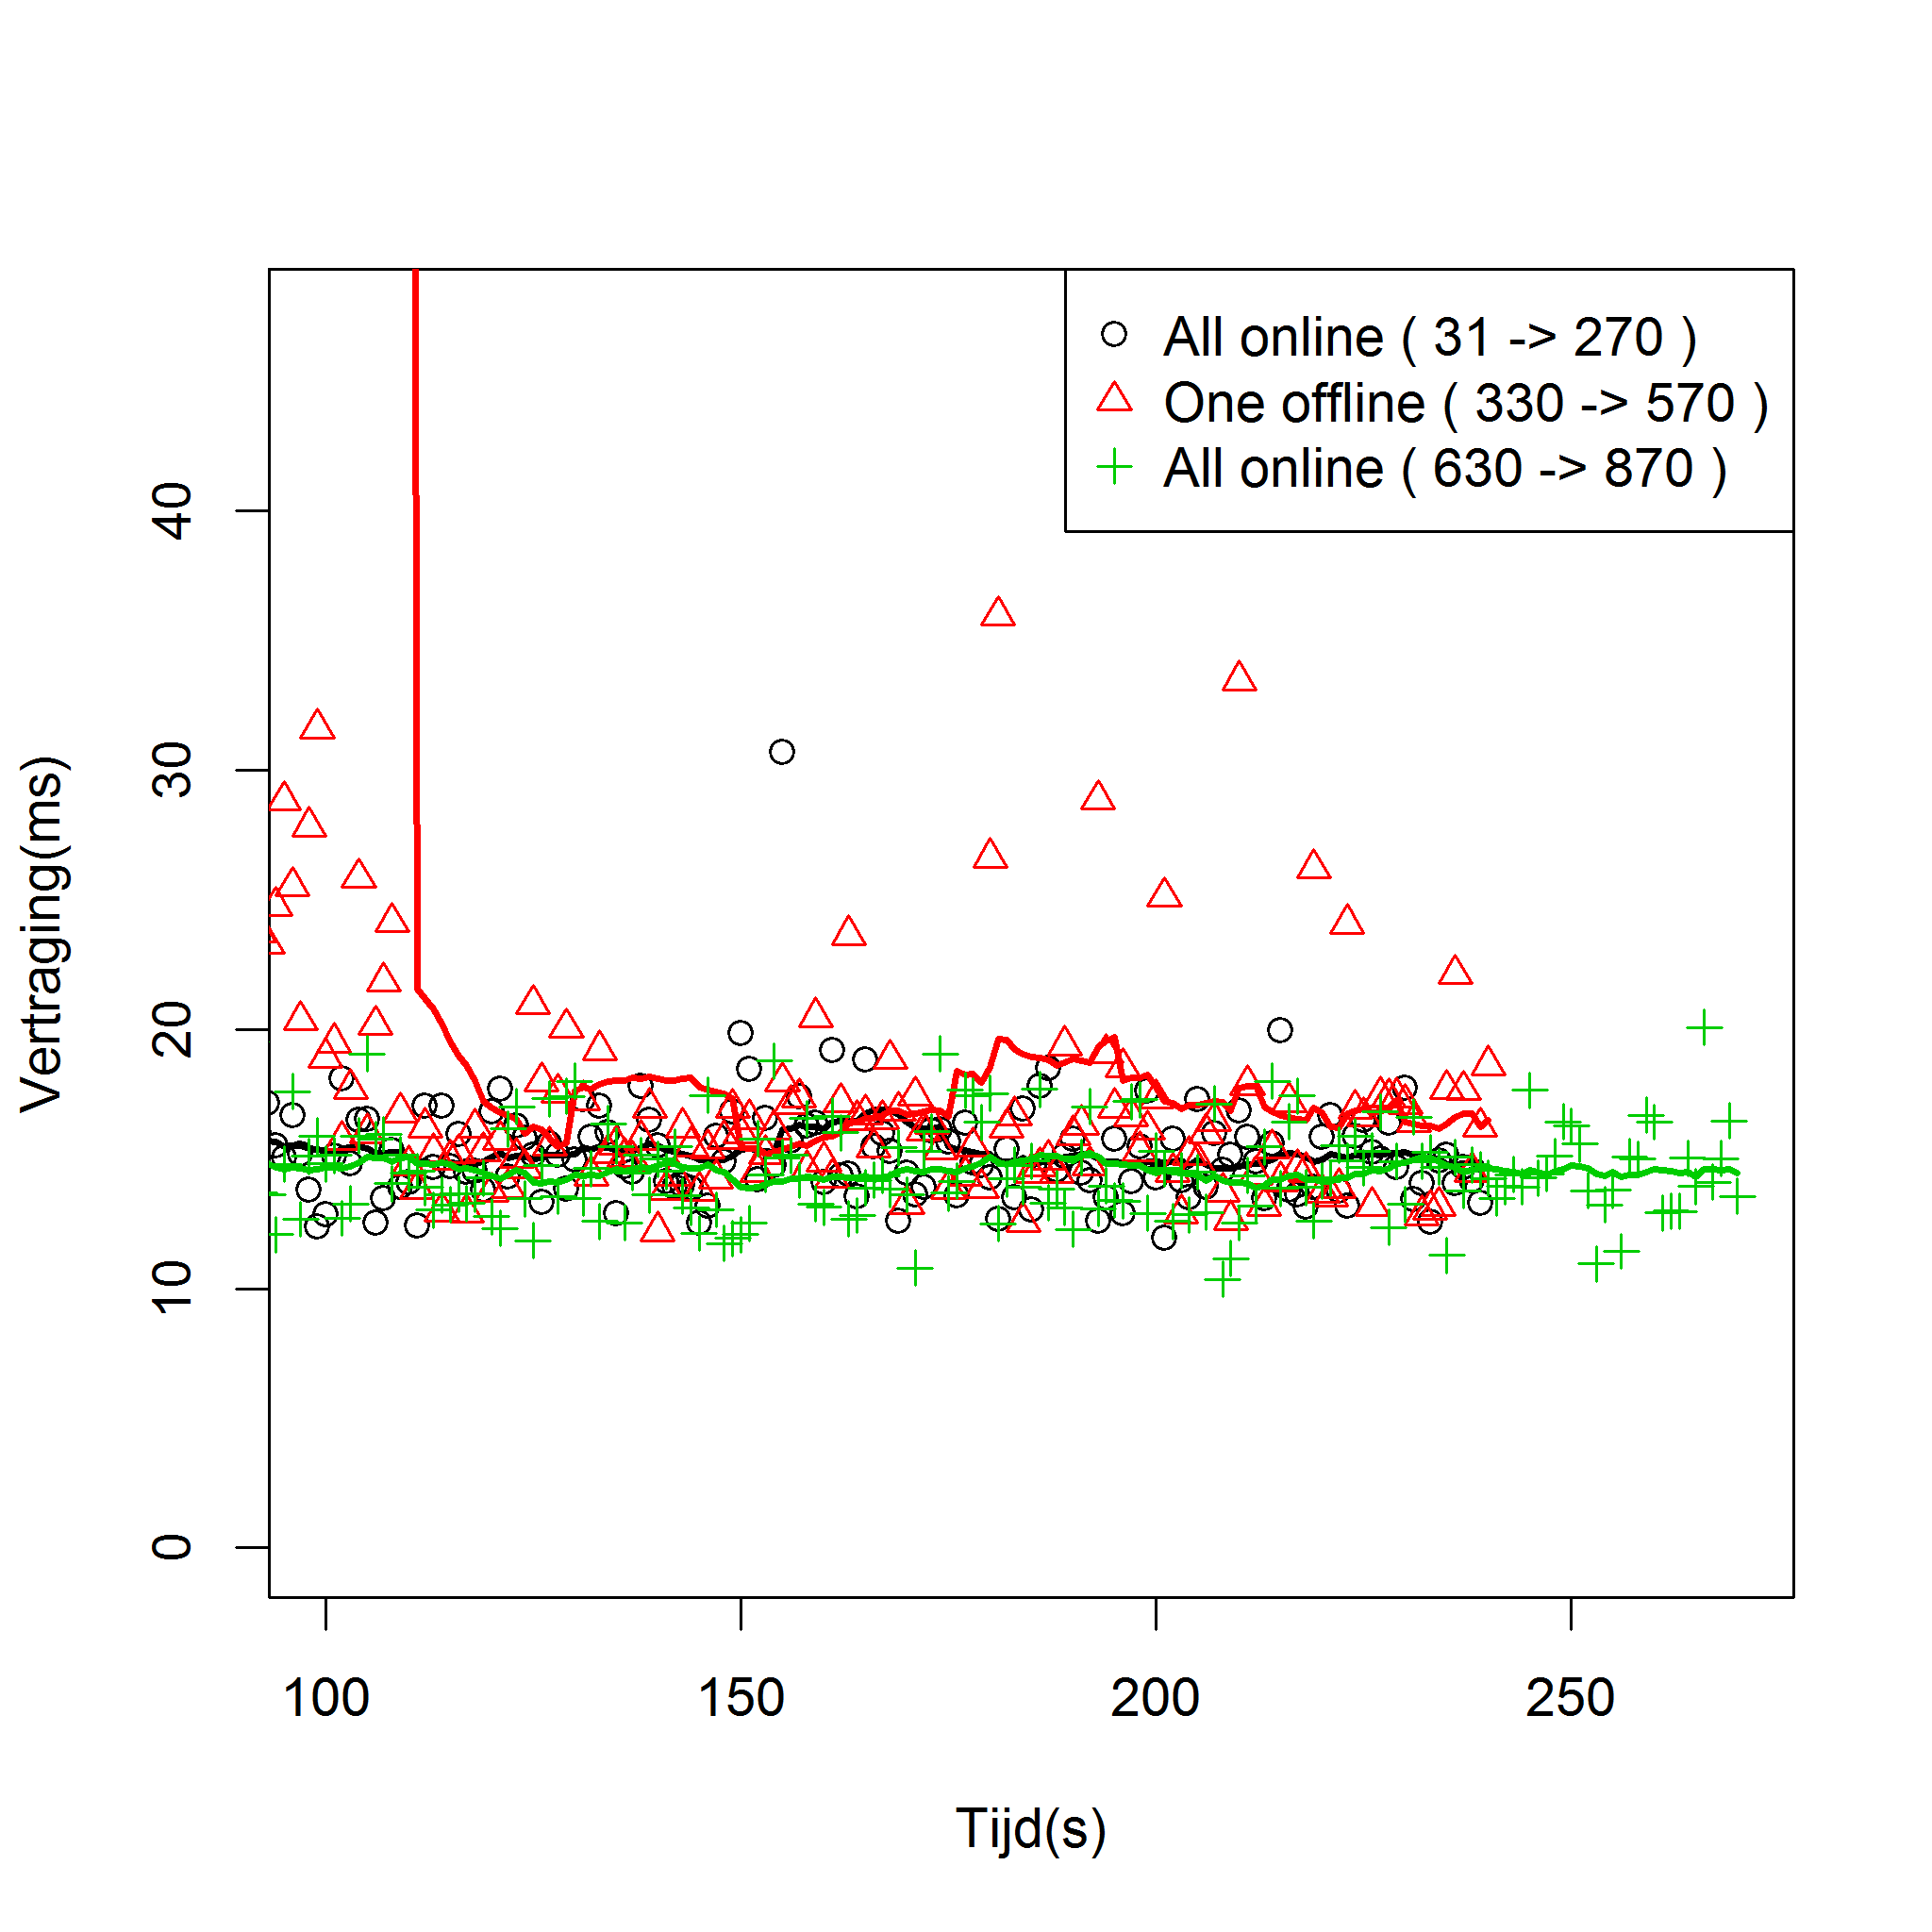 All online ( 31 -> 270 )
One offline ( 330 -> 570 )
All online ( 630 -> 870 )
Vertraging(ms)
40
30
20
10
0
100 150 200 250
Tijd(s)